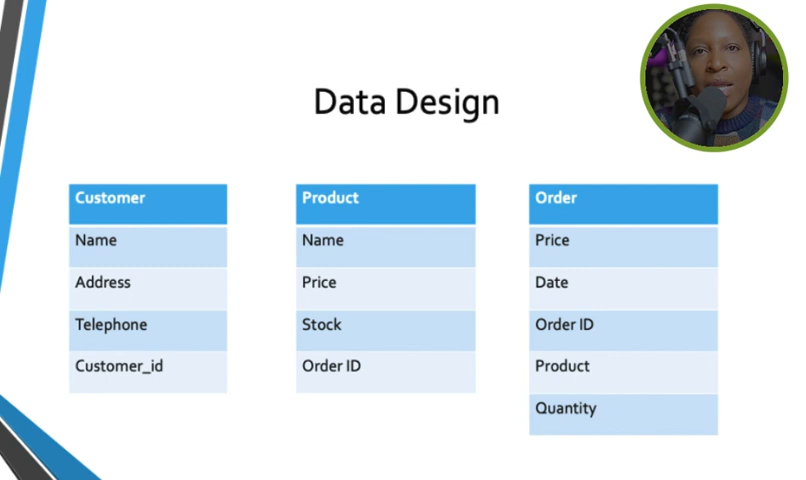 Data Design
Customer
Name
Address
Telephone
Customer_id
Product
Name
Price
Stock
Order ID
Order
Price
Date
Order ID
Product
Quantity